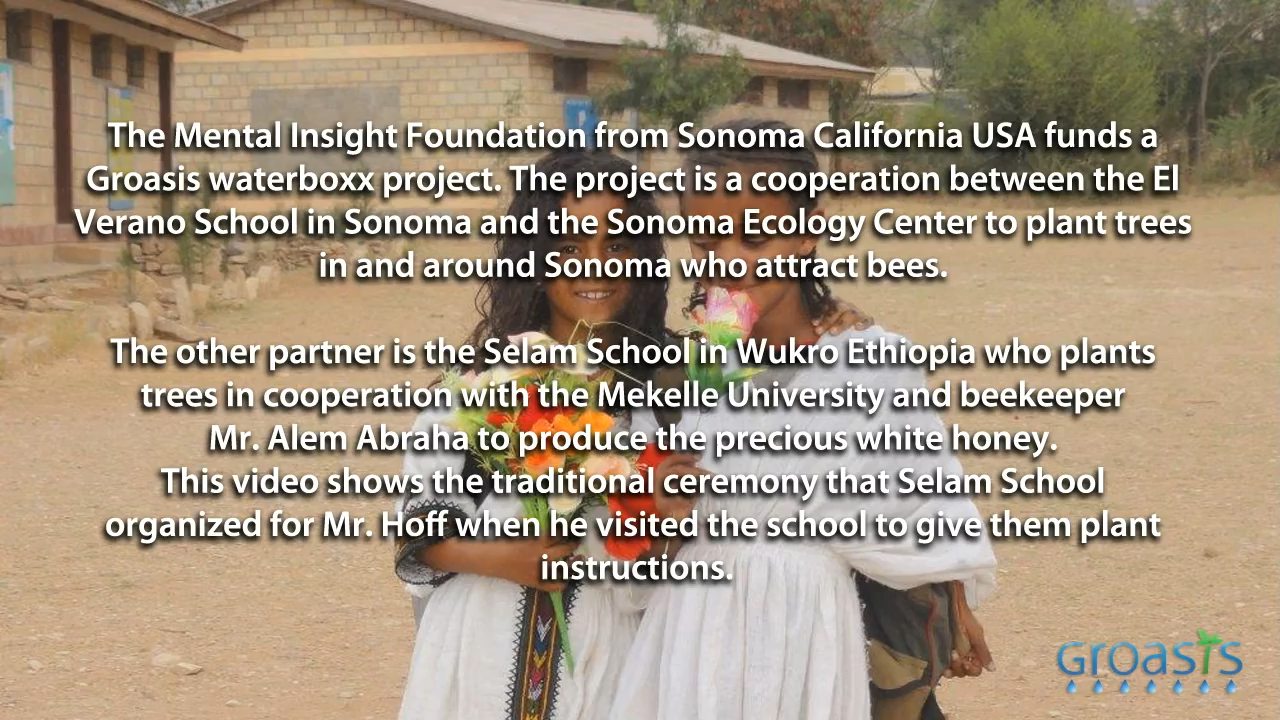 The Mental Insight Foundation from Sonoma California USA funds a
Groasis waterboxx project. The project is a cooperation between the El
Verano School in Sonoma and the Sonoma Ecology Center to plant trees
in and around Sonoma who attract bees.
The other partner is the Selam School in Wukro Ethiopia who plants
trees in cooperation with the Mekelle University and beekeeper
Mr. Alem Abraha to produce the precious white honey.
This video shows the traditional ceremony that Selam School
organized for Mr. Hoff when he visited the school to give them plant
instructions.
GROASIS